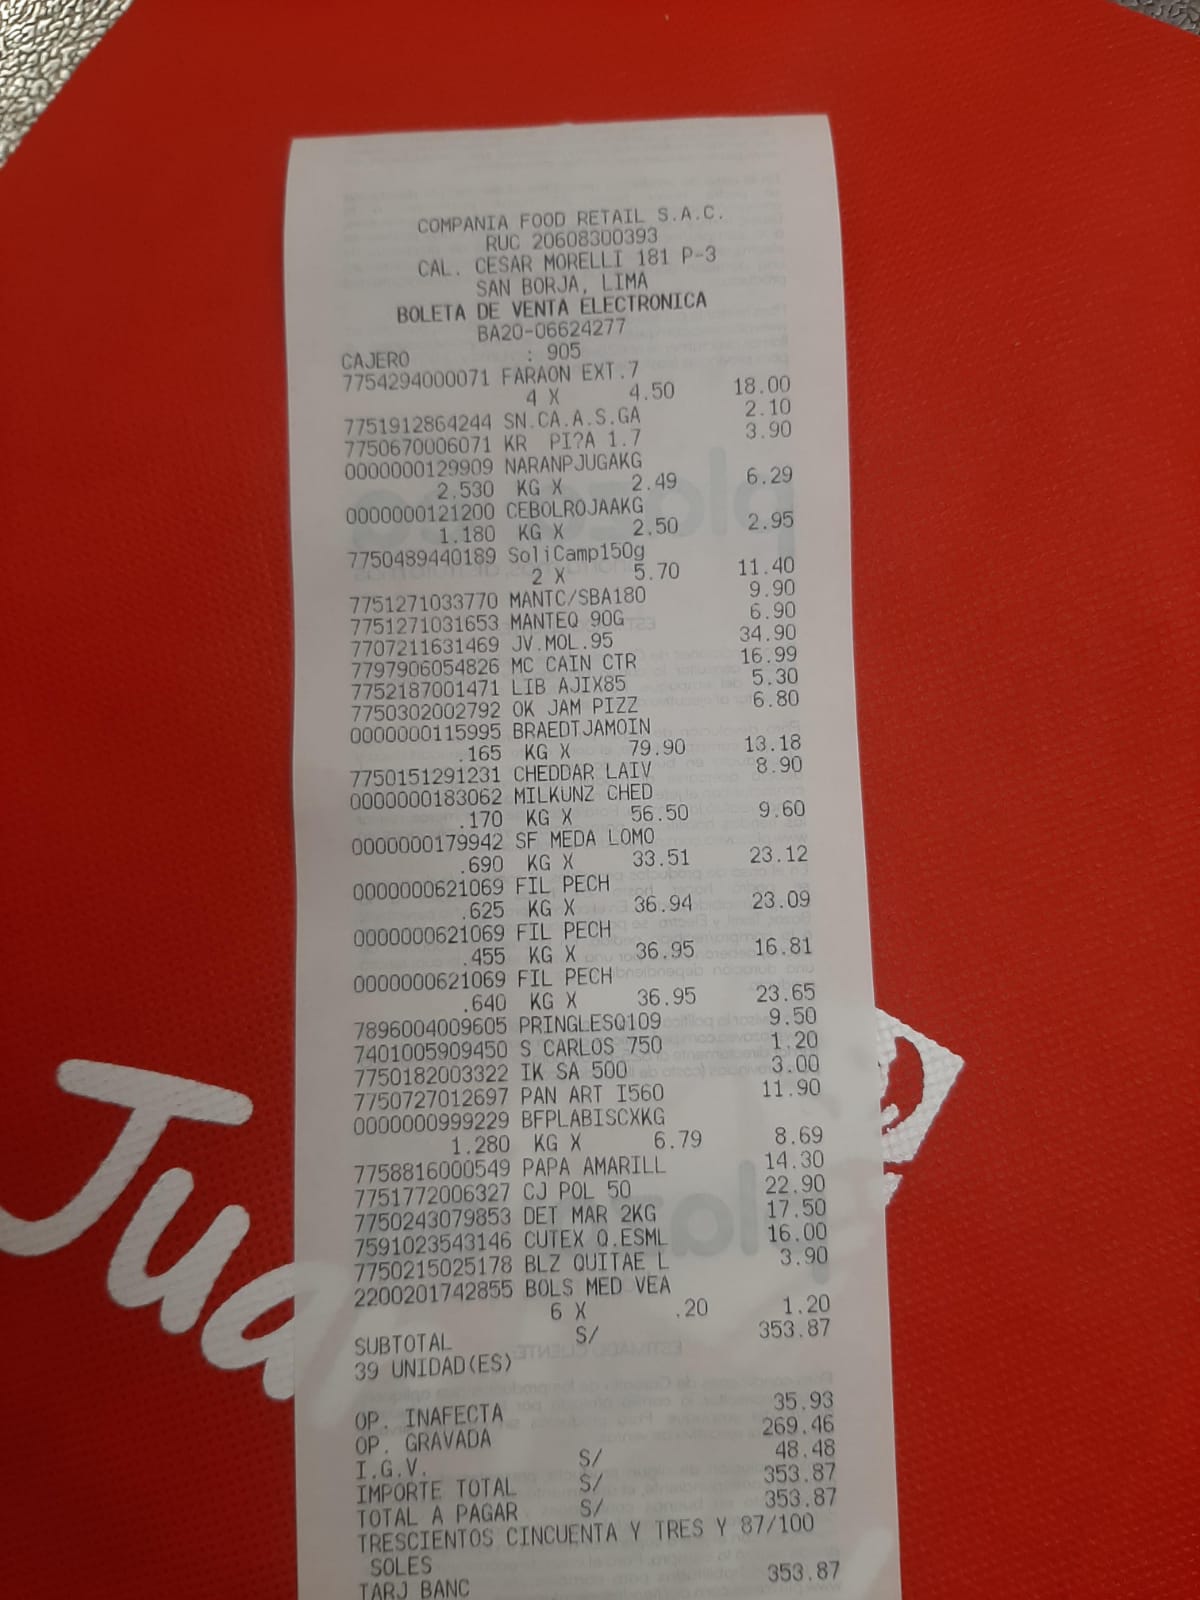 COMPANIA FOOD RETAIL S.A.C.
RUC 20608300393
CAL. CESAR MORELLI 181 P-3
SAN BORJA, LIMA
BOLETA DE VENTA ELECTRONICA
BA20-06624277
CAJERO : 905
7754294000071 FARAON EXT.7
4 X 4.50 18.00
7751912864244 SN.CA.A.S.GA 2.10
7750670006071 KR PI?A 1.7 3.90
0000000129909 NARANPJUGAKG
2.530 KG X 2.49 6.29
0000000121200 CEBOLROJAAKG
1.180 KG X 2.50 2.95
7750489440189 SoliCamp150g
2 X 5.70 11.40
7751271033770 MANTC/SBA180 9.90
7751271031653 MANTEQ 90G 6.90
7707211631469 JV.MOL.95 34.90
7797906054826 MC CAIN CTR 16.99
7752187001471 LIB AJIX85 5.30
7750302002792 OK JAM PIZZ 6.80
0000000115995 BRAEDTJAMOIN
.165 KG X 79.90 13.18
7750151291231 CHEDDAR LAIV 8.90
0000000183062 MILKUNZ CHED
.170 KG X 56.50 9.60
0000000179942 SF MEDA LOMO
.690 KG X 33.51 23.12
0000000621069 FIL PECH
.625 KG X 36.94 23.09
0000000621069 FIL PECH
.455 KG X 36.95 16.81
0000000621069 FIL PECH
.640 KG X 36.95 23.65
7896004009605 PRINGLESQ109 9.50
7401005909450 S CARLOS 750 1.20
7750182003322 IK SA 500 3.00
7750727012697 PAN ART I560 11.90
0000000999229 BFPLABISCXKG
1.280 KG X 6.79 8.69
7758816000549 PAPA AMARILL 14.30
7751772006327 CJ POL 50 22.90
7750243079853 DET MAR 2KG 17.50
7591023543146 CUTEX Q.ESML 16.00
7750215025178 BLZ QUITAE L 3.90
2200201742855 BOLS MED VEA
6 X .20 1.20
SUBTOTAL S/ 353.87
39 UNIDAD(ES)
OP. INAFECTA 35.93
OP. GRAVADA 269.46
I.G.V. S/ 48.48
IMPORTE TOTAL S/ 353.87
TOTAL A PAGAR S/ 353.87
TRESCIENTOS CINCUENTA Y TRES Y 87/100
SOLES
TARJ BANC 353.87